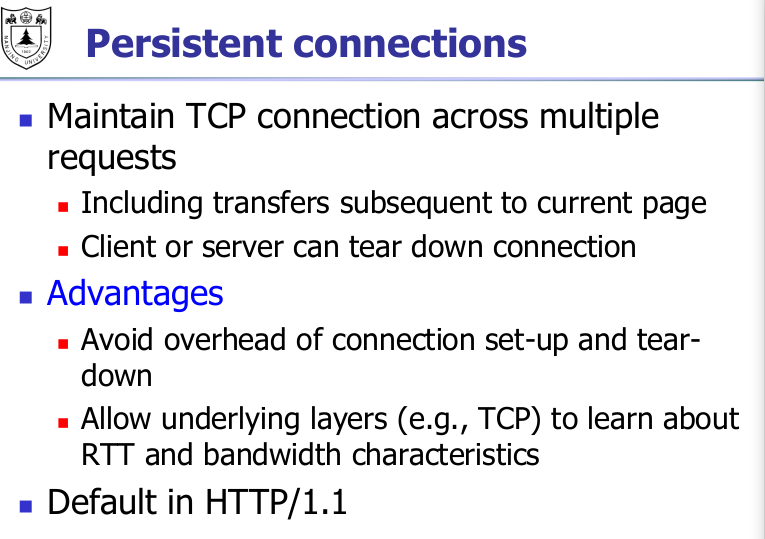 Persistent connections
Maintain TCP connection across multiple
requests
Including transfers subsequent to current page
Client or server can tear down connection
Advantages
Avoid overhead of connection set-up and tear-
down
Allow underlying layers (e.g., TCP) to learn about
RTT and bandwidth characteristics
Default in HTTP/1.1
NANJING UNIVERSITY